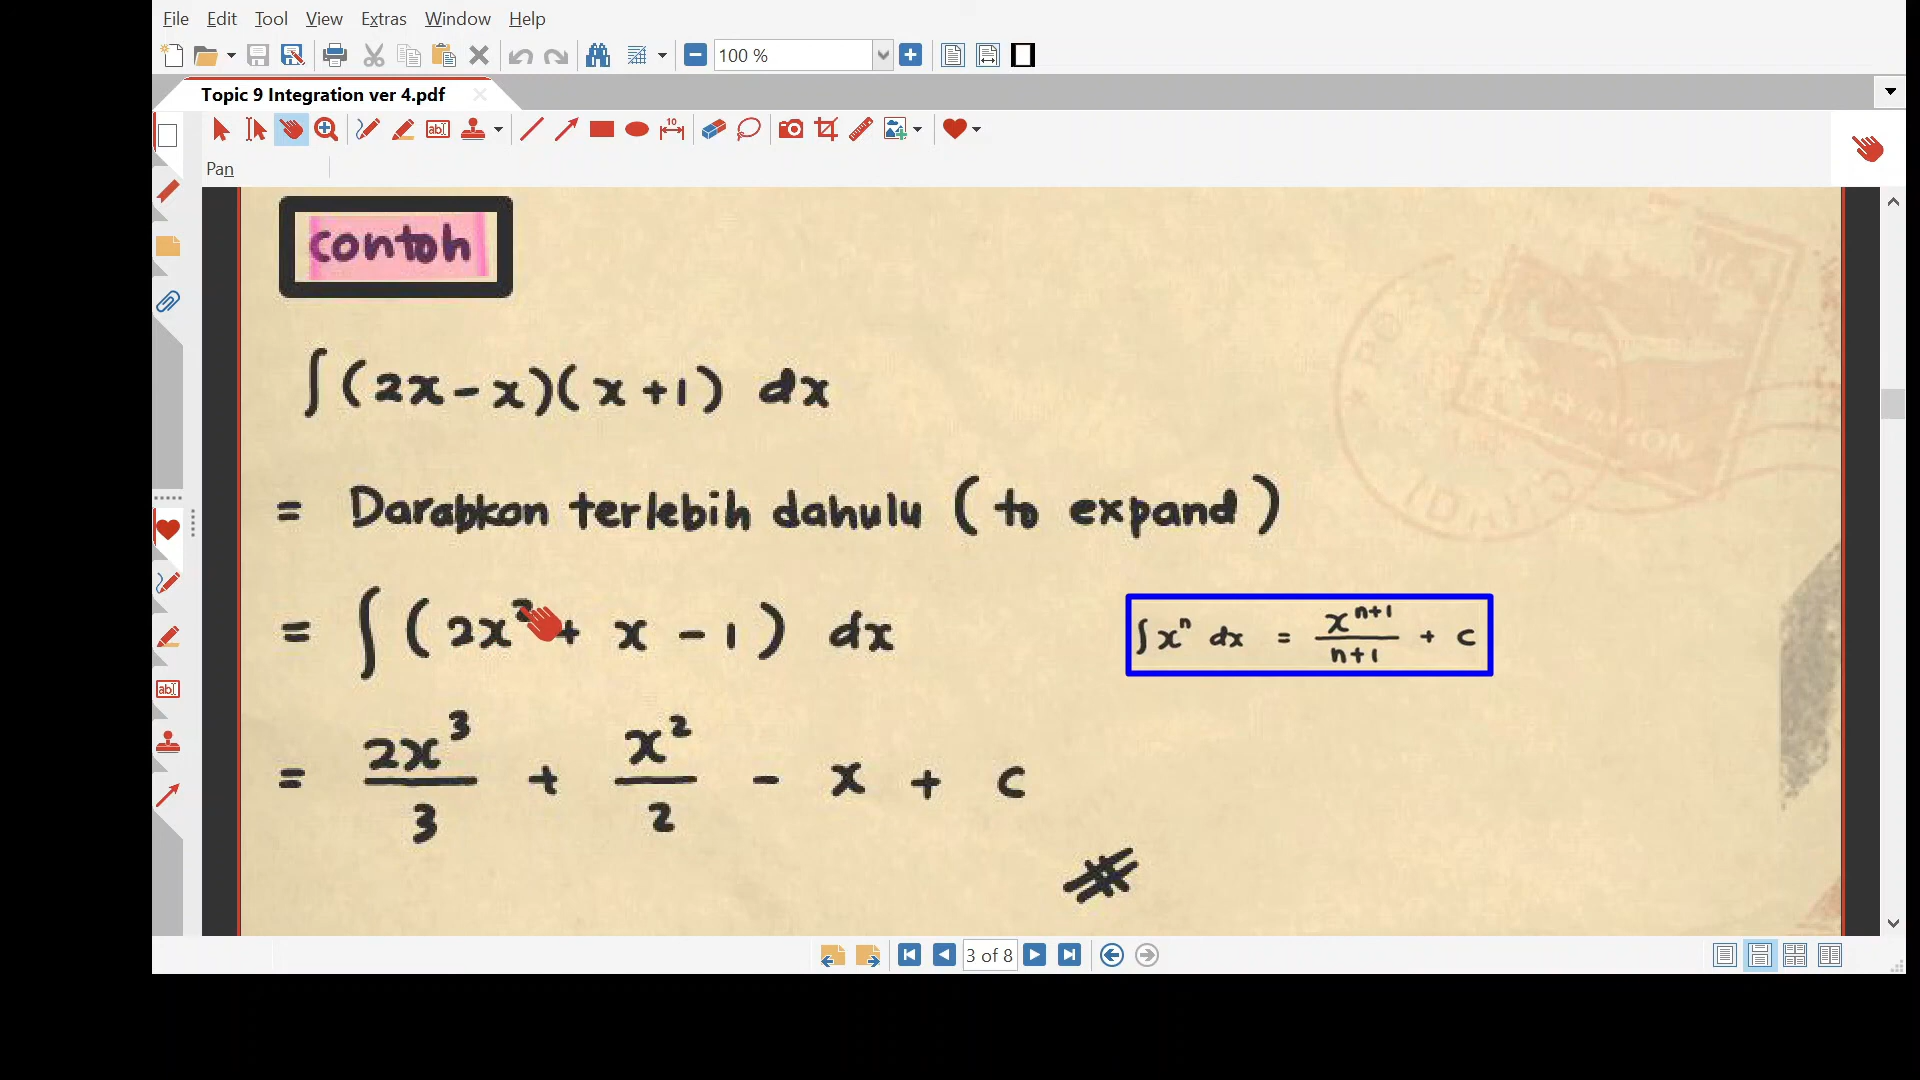 File Edit Tool View Extras Window Help
100 %
Topic 9 Integration ver 4.pdf
Pan
contoh
∫(2x-x)(x+1) dx
= Darabkan terlebih dahulu (to expand)
= ∫(2x² + x - 1) dx
∫xⁿ dx = xⁿ⁺¹/n+1 + c
= 2x³/3 + x²/2 - x + c
3 of 8